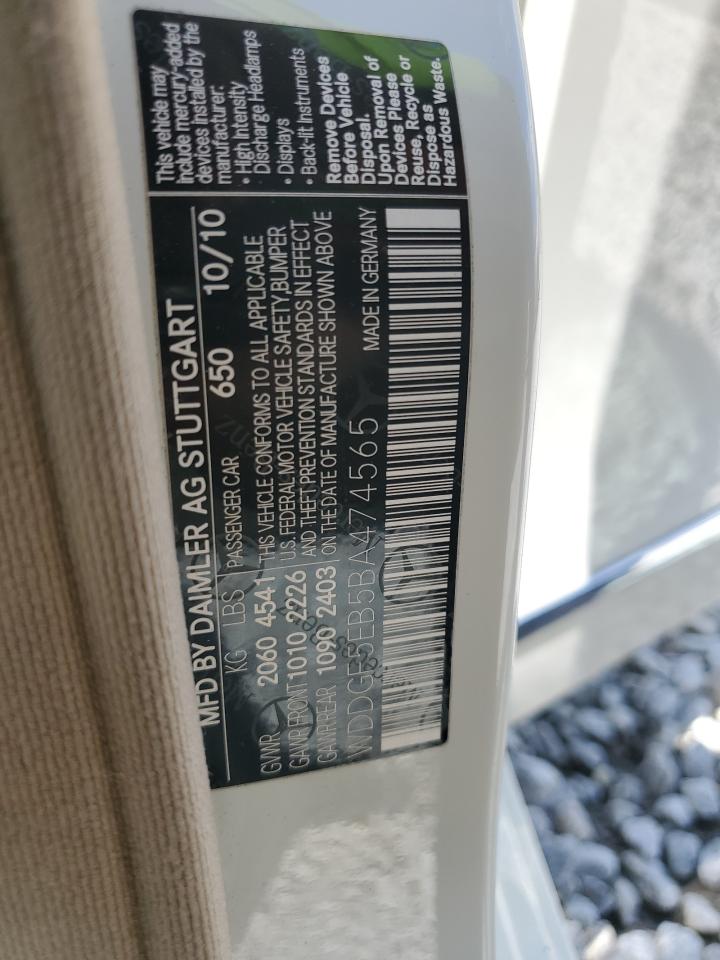 MFD BY DAIMLER AG STUTTGART
KG LBS PASSENGER CAR 650 10/10
GVWR 2060 4541 THIS VEHICLE CONFORMS TO ALL APPLICABLE
GAWR FRONT 1010 2226 U.S. FEDERAL MOTOR VEHICLE SAFETY, BUMPER
GAWR REAR 1090 2403 AND THEFT PREVENTION STANDARDS IN EFFECT
ON THE DATE OF MANUFACTURE SHOWN ABOVE
WDDGF5EB5BA474565 MADE IN GERMANY
This vehicle may
include mercury-added
devices installed by the
manufacturer:
• High Intensity
Discharge Headlamps
• Displays
• Back-lit Instruments
Remove Devices
Before Vehicle
Disposal.
Upon Removal of
Devices Please
Reuse, Recycle or
Dispose as
Hazardous Waste.